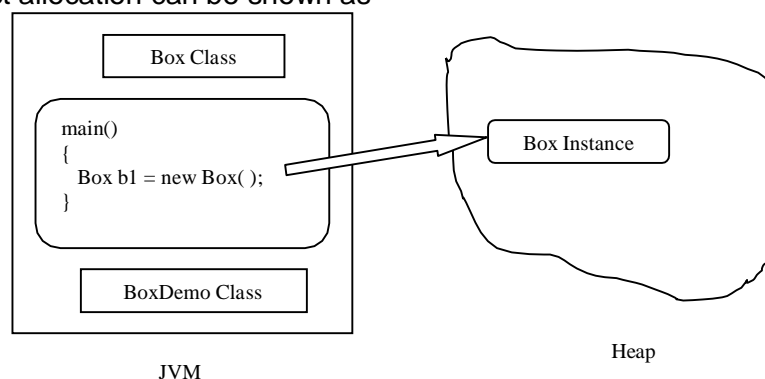 allocation can be shown as
Box Class
main()
{
Box b1 = new Box( );
}
BoxDemo Class
JVM
Box Instance
Heap